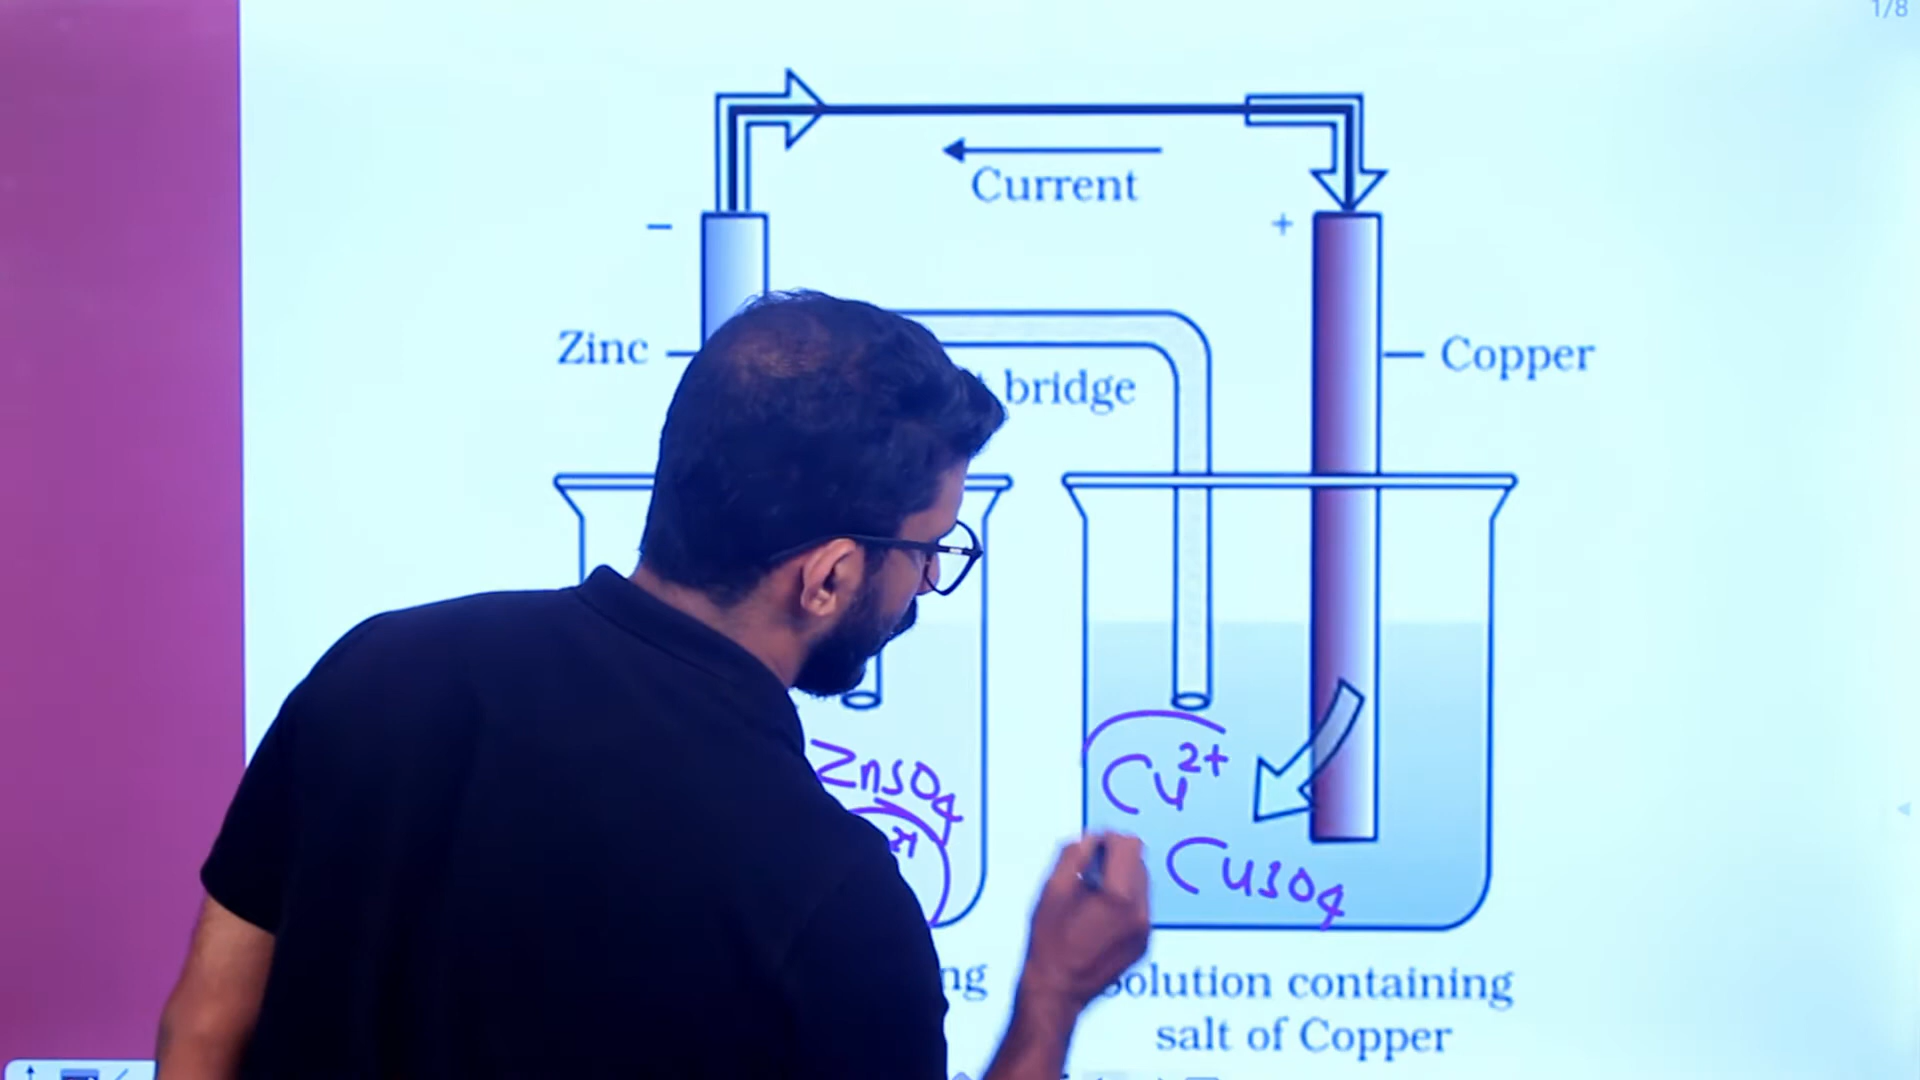 1/8
Current
− +
Zinc Copper
bridge
ZnSO4
Cu2+
CuSO4
ng
Solution containing
salt of Copper